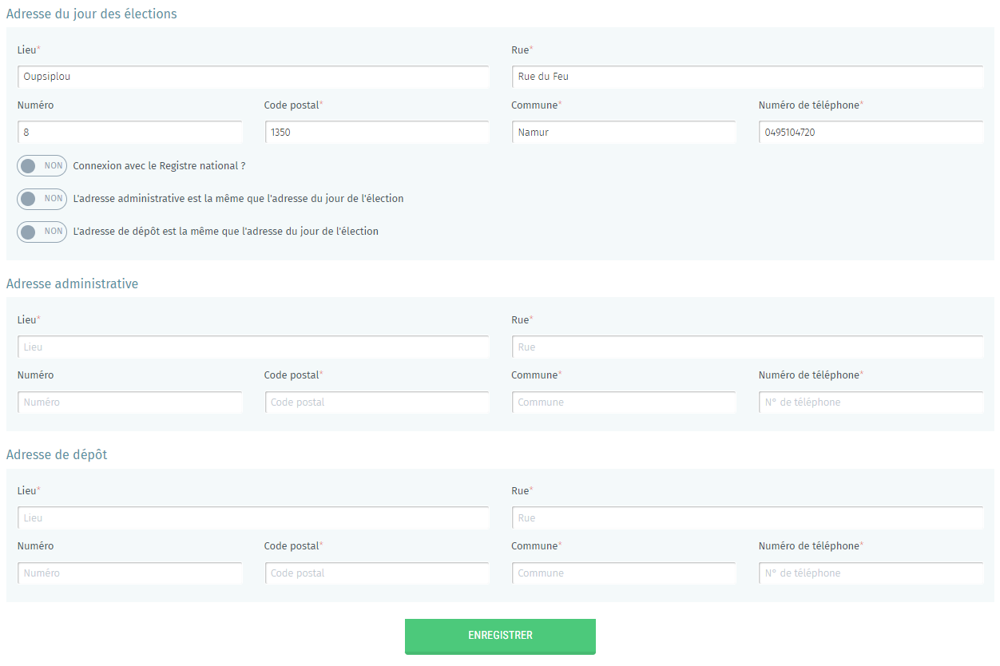 Adresse du jour des élections
Lieu* Rue*
Oupsiplou Rue du Feu
Numéro Code postal* Commune* Numéro de téléphone*
8 1350 Namur 0495104720
NON Connexion avec le Registre national ?
NON L'adresse administrative est la même que l'adresse du jour de l'élection
NON L'adresse de dépôt est la même que l'adresse du jour de l'élection
Adresse administrative
Lieu* Rue*
Lieu Rue
Numéro Code postal* Commune* Numéro de téléphone*
Numéro Code postal Commune N° de téléphone
Adresse de dépôt
Lieu* Rue*
Lieu Rue
Numéro Code postal* Commune* Numéro de téléphone*
Numéro Code postal Commune N° de téléphone
ENREGISTRER